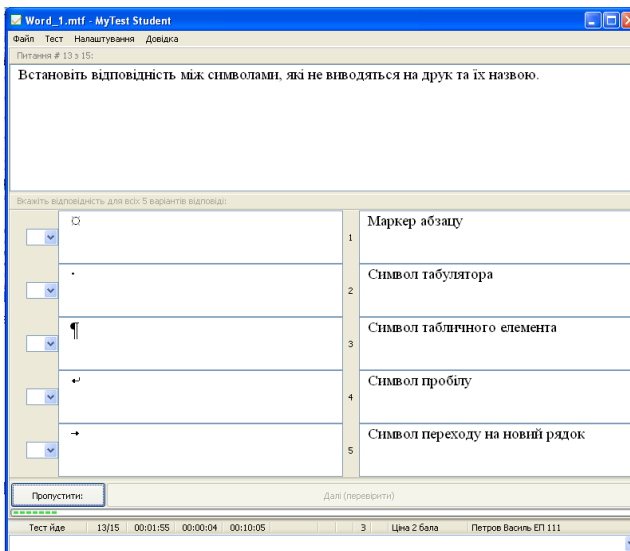 Word_1.mtf - MyTest Student
Файл Тест Налаштування Довідка
Питання # 13 з 15:
Встановіть відповідність між символами, які не виводяться на друк та їх назвою.
Вкажіть відповідність для всіх 5 варіантів відповіді:
¤ 1 Маркер абзацу
· 2 Символ табулятора
¶ 3 Символ табличного елемента
↵ 4 Символ пробілу
→ 5 Символ переходу на новий рядок
Пропустити: Далі (перевірити)
Тест йде 13/15 00:01:55 00:00:04 00:10:05 3 Ціна 2 бала Петров Василь ЕП 111